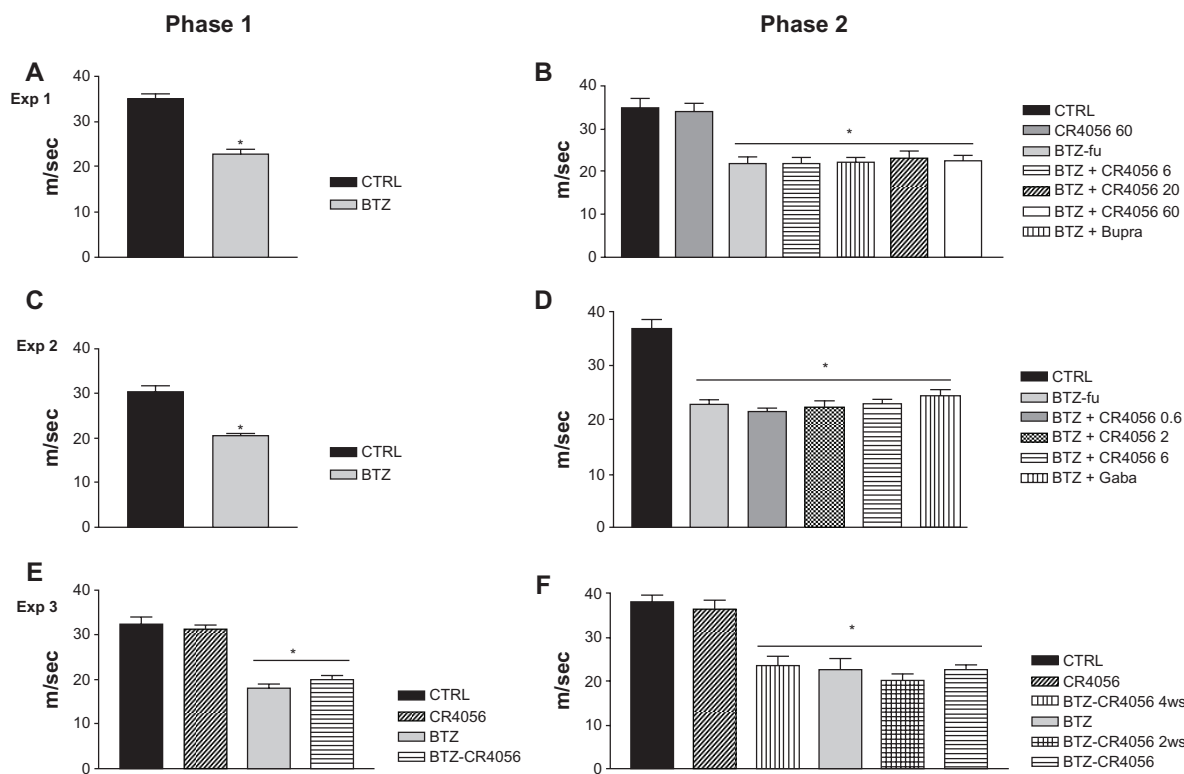 Phase 1
Phase 2
A
Exp 1
m/sec
40
30
20
10
0
*
CTRL
BTZ
B
m/sec
40
30
20
10
0
*
CTRL
CR4056 60
BTZ-fu
BTZ + CR4056 6
BTZ + CR4056 20
BTZ + CR4056 60
BTZ + Bupra
C
Exp 2
m/sec
40
30
20
10
0
*
CTRL
BTZ
D
m/sec
40
30
20
10
0
*
CTRL
BTZ-fu
BTZ + CR4056 0.6
BTZ + CR4056 2
BTZ + CR4056 6
BTZ + Gaba
E
Exp 3
m/sec
40
30
20
10
0
*
CTRL
CR4056
BTZ
BTZ-CR4056
F
m/sec
40
30
20
10
0
*
CTRL
CR4056
BTZ-CR4056 4ws
BTZ
BTZ-CR4056 2ws
BTZ-CR4056